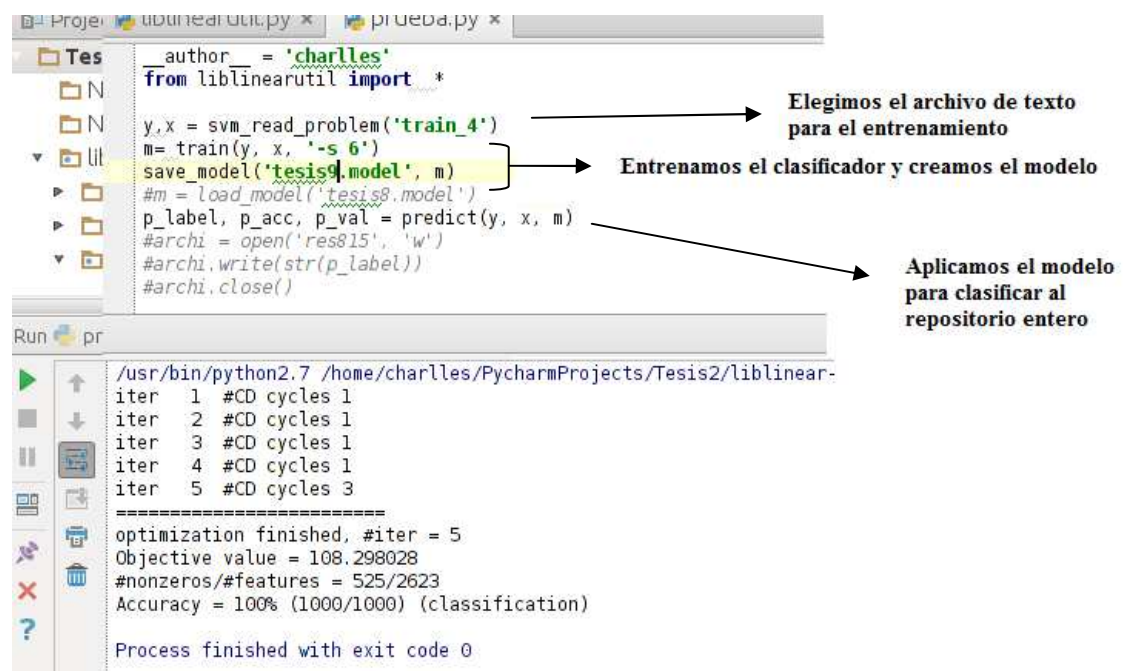 Proje
liblinearutil.py ×
prueba.py ×
Tes
N
N
lib
__author__ = 'charlles'
from liblinearutil import *
y,x = svm_read_problem('train_4')
m= train(y, x, '-s 6')
save_model('tesis9.model', m)
#m = load_model('tesis8.model')
p_label, p_acc, p_val = predict(y, x, m)
#archi = open('res815', 'w')
#archi.write(str(p_label))
#archi.close()
Elegimos el archivo de texto
para el entrenamiento
Entrenamos el clasificador y creamos el modelo
Aplicamos el modelo
para clasificar al
repositorio entero
Run pr
/usr/bin/python2.7 /home/charlles/PycharmProjects/Tesis2/liblinear-
iter 1 #CD cycles 1
iter 2 #CD cycles 1
iter 3 #CD cycles 1
iter 4 #CD cycles 1
iter 5 #CD cycles 3
=========================
optimization finished, #iter = 5
Objective value = 108.298028
#nonzeros/#features = 525/2623
Accuracy = 100% (1000/1000) (classification)
Process finished with exit code 0